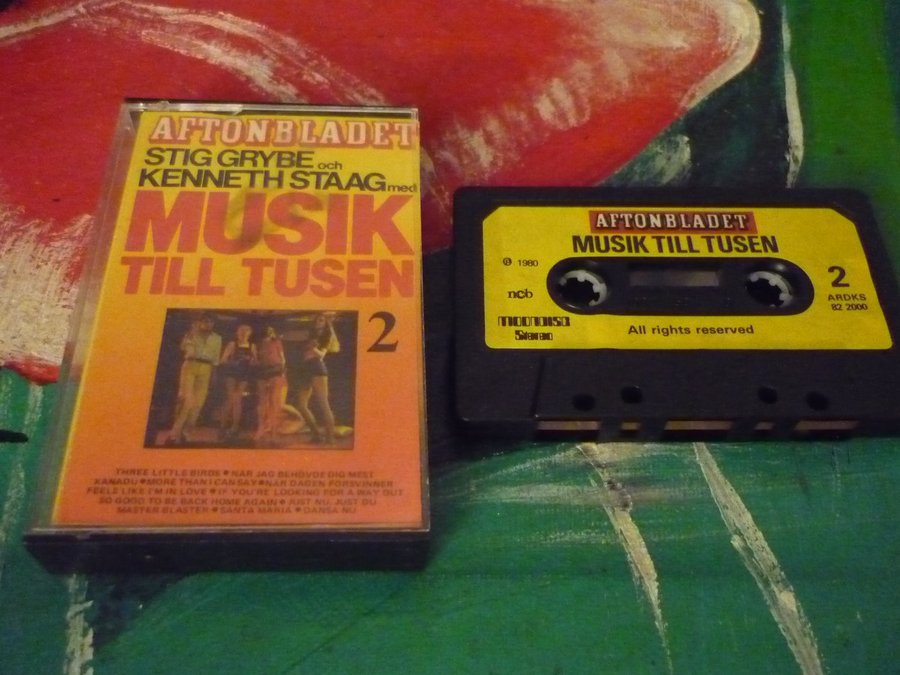 AFTONBLADET
STIG GRYBE och
KENNETH STAAG med
MUSIK
TILL TUSEN
2
THREE LITTLE BIRDS • NÄR JAG BEHÖVDE DIG MEST
XANADU • MORE THAN I CAN SAY • NÄR DAGEN FÖRSVINNER
FEELS LIKE I'M IN LOVE • IF YOU'RE LOOKING FOR A WAY OUT
SO GOOD TO BE BACK HOME AGAIN • JUST NU, JUST DU
MASTER BLASTER • SANTA MARIA • DANSA NU
AFTONBLADET
MUSIK TILL TUSEN
℗ 1980
ncb
2
ARDKS
82 2000
Stereo
All rights reserved